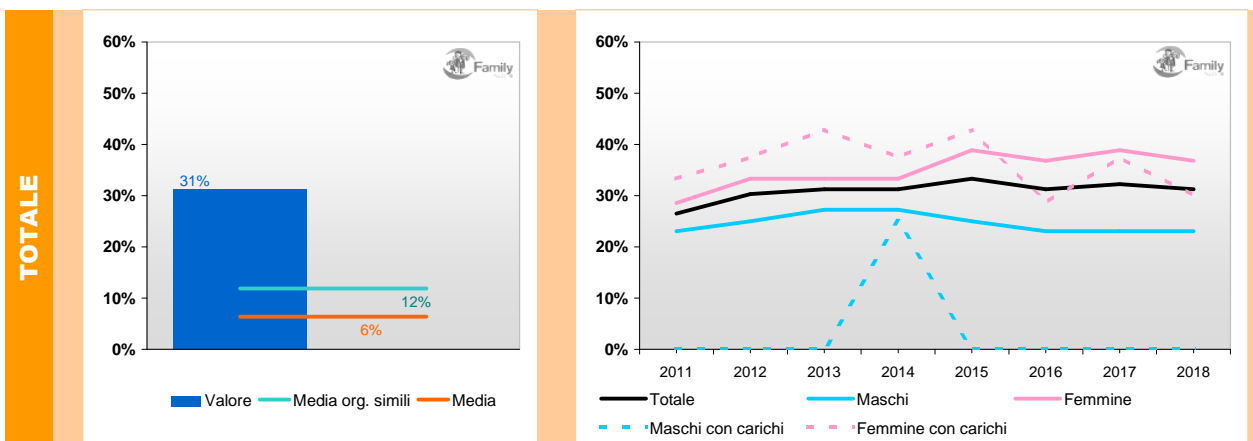 TOTALE
60%
50%
40%
30%
20%
10%
0%
31%
12%
6%
Family
Valore Media org. simili Media
60%
50%
40%
30%
20%
10%
0%
Family
2011 2012 2013 2014 2015 2016 2017 2018
Totale Maschi Femmine
Maschi con carichi Femmine con carichi